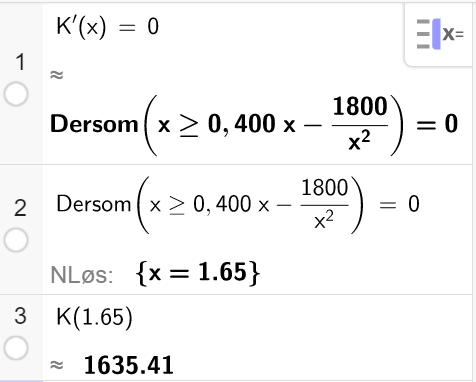 x=
1
K′(x) = 0
≈
Dersom(x ≥ 0, 400 x − 1800/x²) = 0
2
Dersom(x ≥ 0, 400 x − 1800/x²) = 0
NLøs: {x = 1.65}
3
K(1.65)
≈ 1635.41